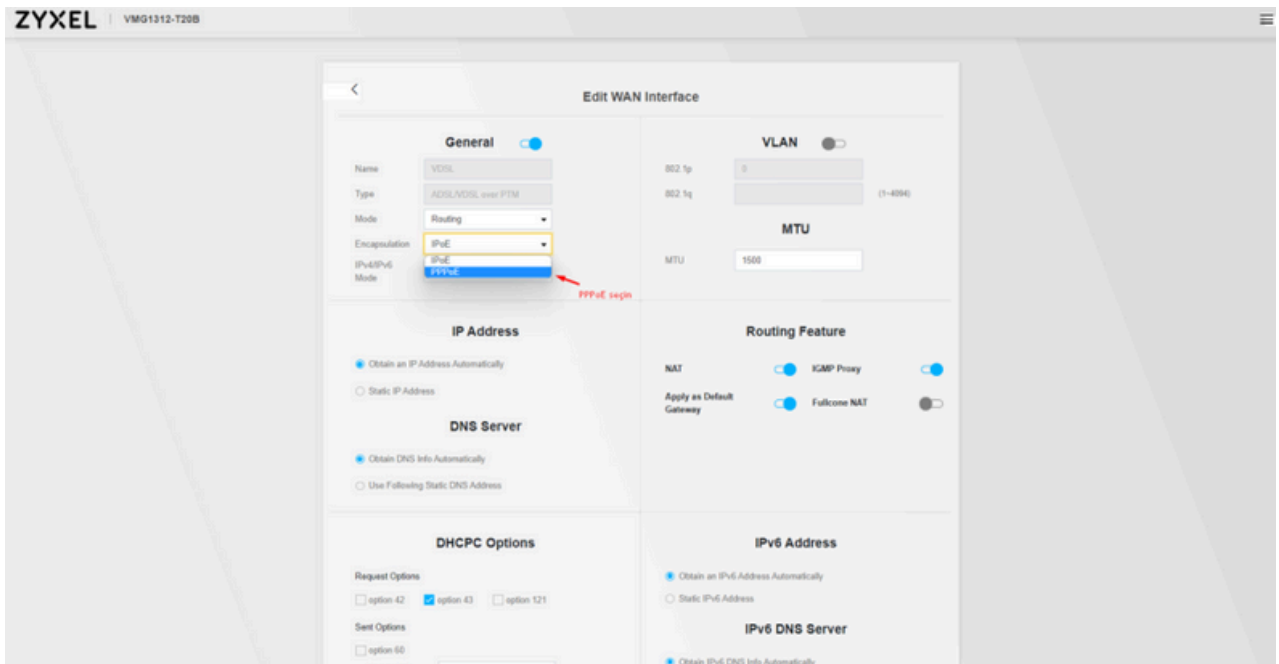 ZYXEL VMG1312-T20B
Edit WAN Interface
General
Name VDSL
Type ADSL/VDSL over PTM
Mode Routing
Encapsulation IPoE
IPoE
PPPoE
IPv4/IPv6
Mode
PPPoE seçin
VLAN
802.1p 0
802.1q (1~4094)
MTU
MTU 1500
IP Address
Obtain an IP Address Automatically
Static IP Address
DNS Server
Obtain DNS Info Automatically
Use Following Static DNS Address
Routing Feature
NAT IGMP Proxy
Apply as Default
Gateway Fullcone NAT
DHCPC Options
Request Options
option 42 option 43 option 121
Sent Options
option 60
IPv6 Address
Obtain an IPv6 Address Automatically
Static IPv6 Address
IPv6 DNS Server
Obtain IPv6 DNS Info Automatically